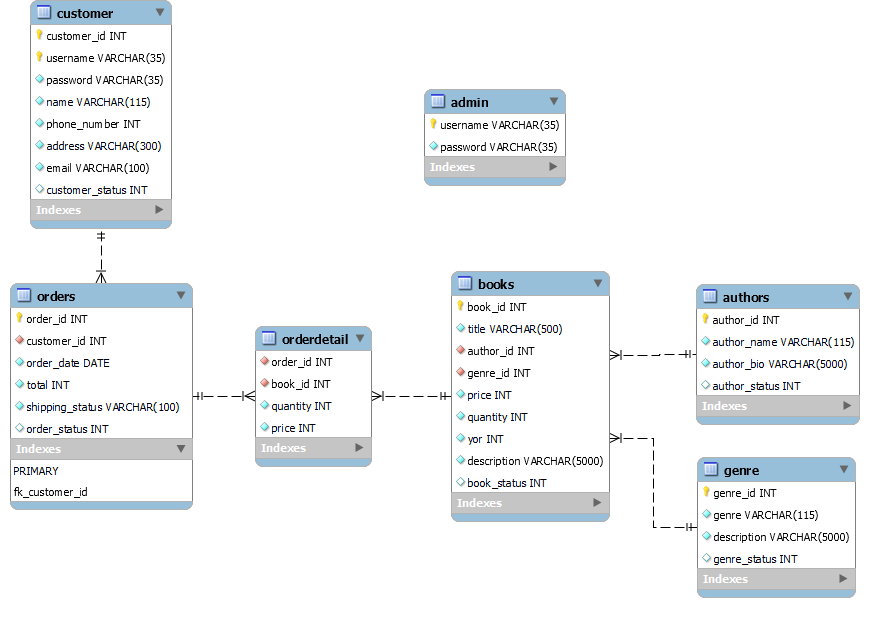 customer
customer_id INT
username VARCHAR(35)
password VARCHAR(35)
name VARCHAR(115)
phone_number INT
address VARCHAR(300)
email VARCHAR(100)
customer_status INT
Indexes
admin
username VARCHAR(35)
password VARCHAR(35)
Indexes
orders
order_id INT
customer_id INT
order_date DATE
total INT
shipping_status VARCHAR(100)
order_status INT
Indexes
PRIMARY
fk_customer_id
orderdetail
order_id INT
book_id INT
quantity INT
price INT
Indexes
books
book_id INT
title VARCHAR(500)
author_id INT
genre_id INT
price INT
quantity INT
yor INT
description VARCHAR(5000)
book_status INT
Indexes
authors
author_id INT
author_name VARCHAR(115)
author_bio VARCHAR(5000)
author_status INT
Indexes
genre
genre_id INT
genre VARCHAR(115)
description VARCHAR(5000)
genre_status INT
Indexes